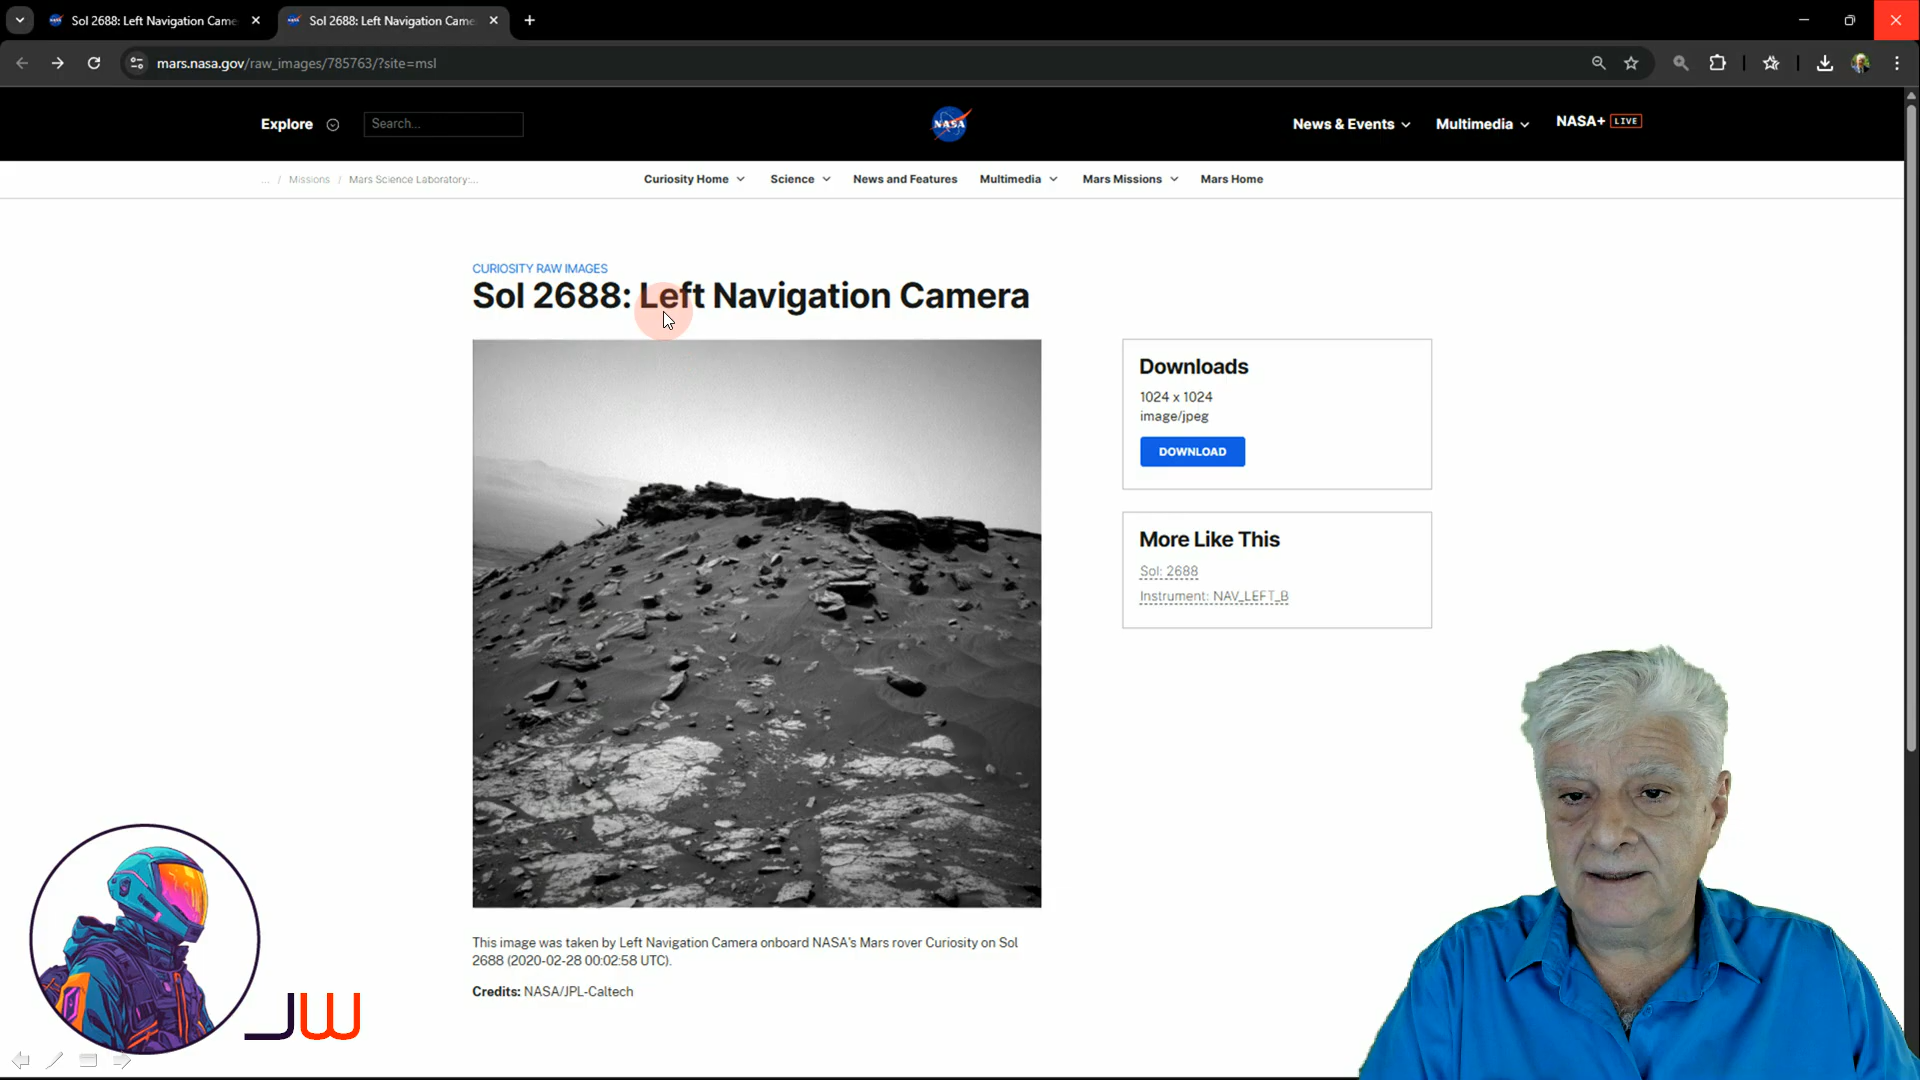 Sol 2688: Left Navigation Came
Sol 2688: Left Navigation Came
mars.nasa.gov/raw_images/785763/?site=msl
Explore
Search...
NASA
News & Events
Multimedia
NASA+ LIVE
... / Missions / Mars Science Laboratory:...
Curiosity Home
Science
News and Features
Multimedia
Mars Missions
Mars Home
CURIOSITY RAW IMAGES
Sol 2688: Left Navigation Camera
Downloads
1024 x 1024
image/jpeg
DOWNLOAD
More Like This
Sol: 2688
Instrument: NAV_LEFT_B
This image was taken by Left Navigation Camera onboard NASA's Mars rover Curiosity on Sol
2688 (2020-02-28 00:02:58 UTC).
Credits: NASA/JPL-Caltech
JW